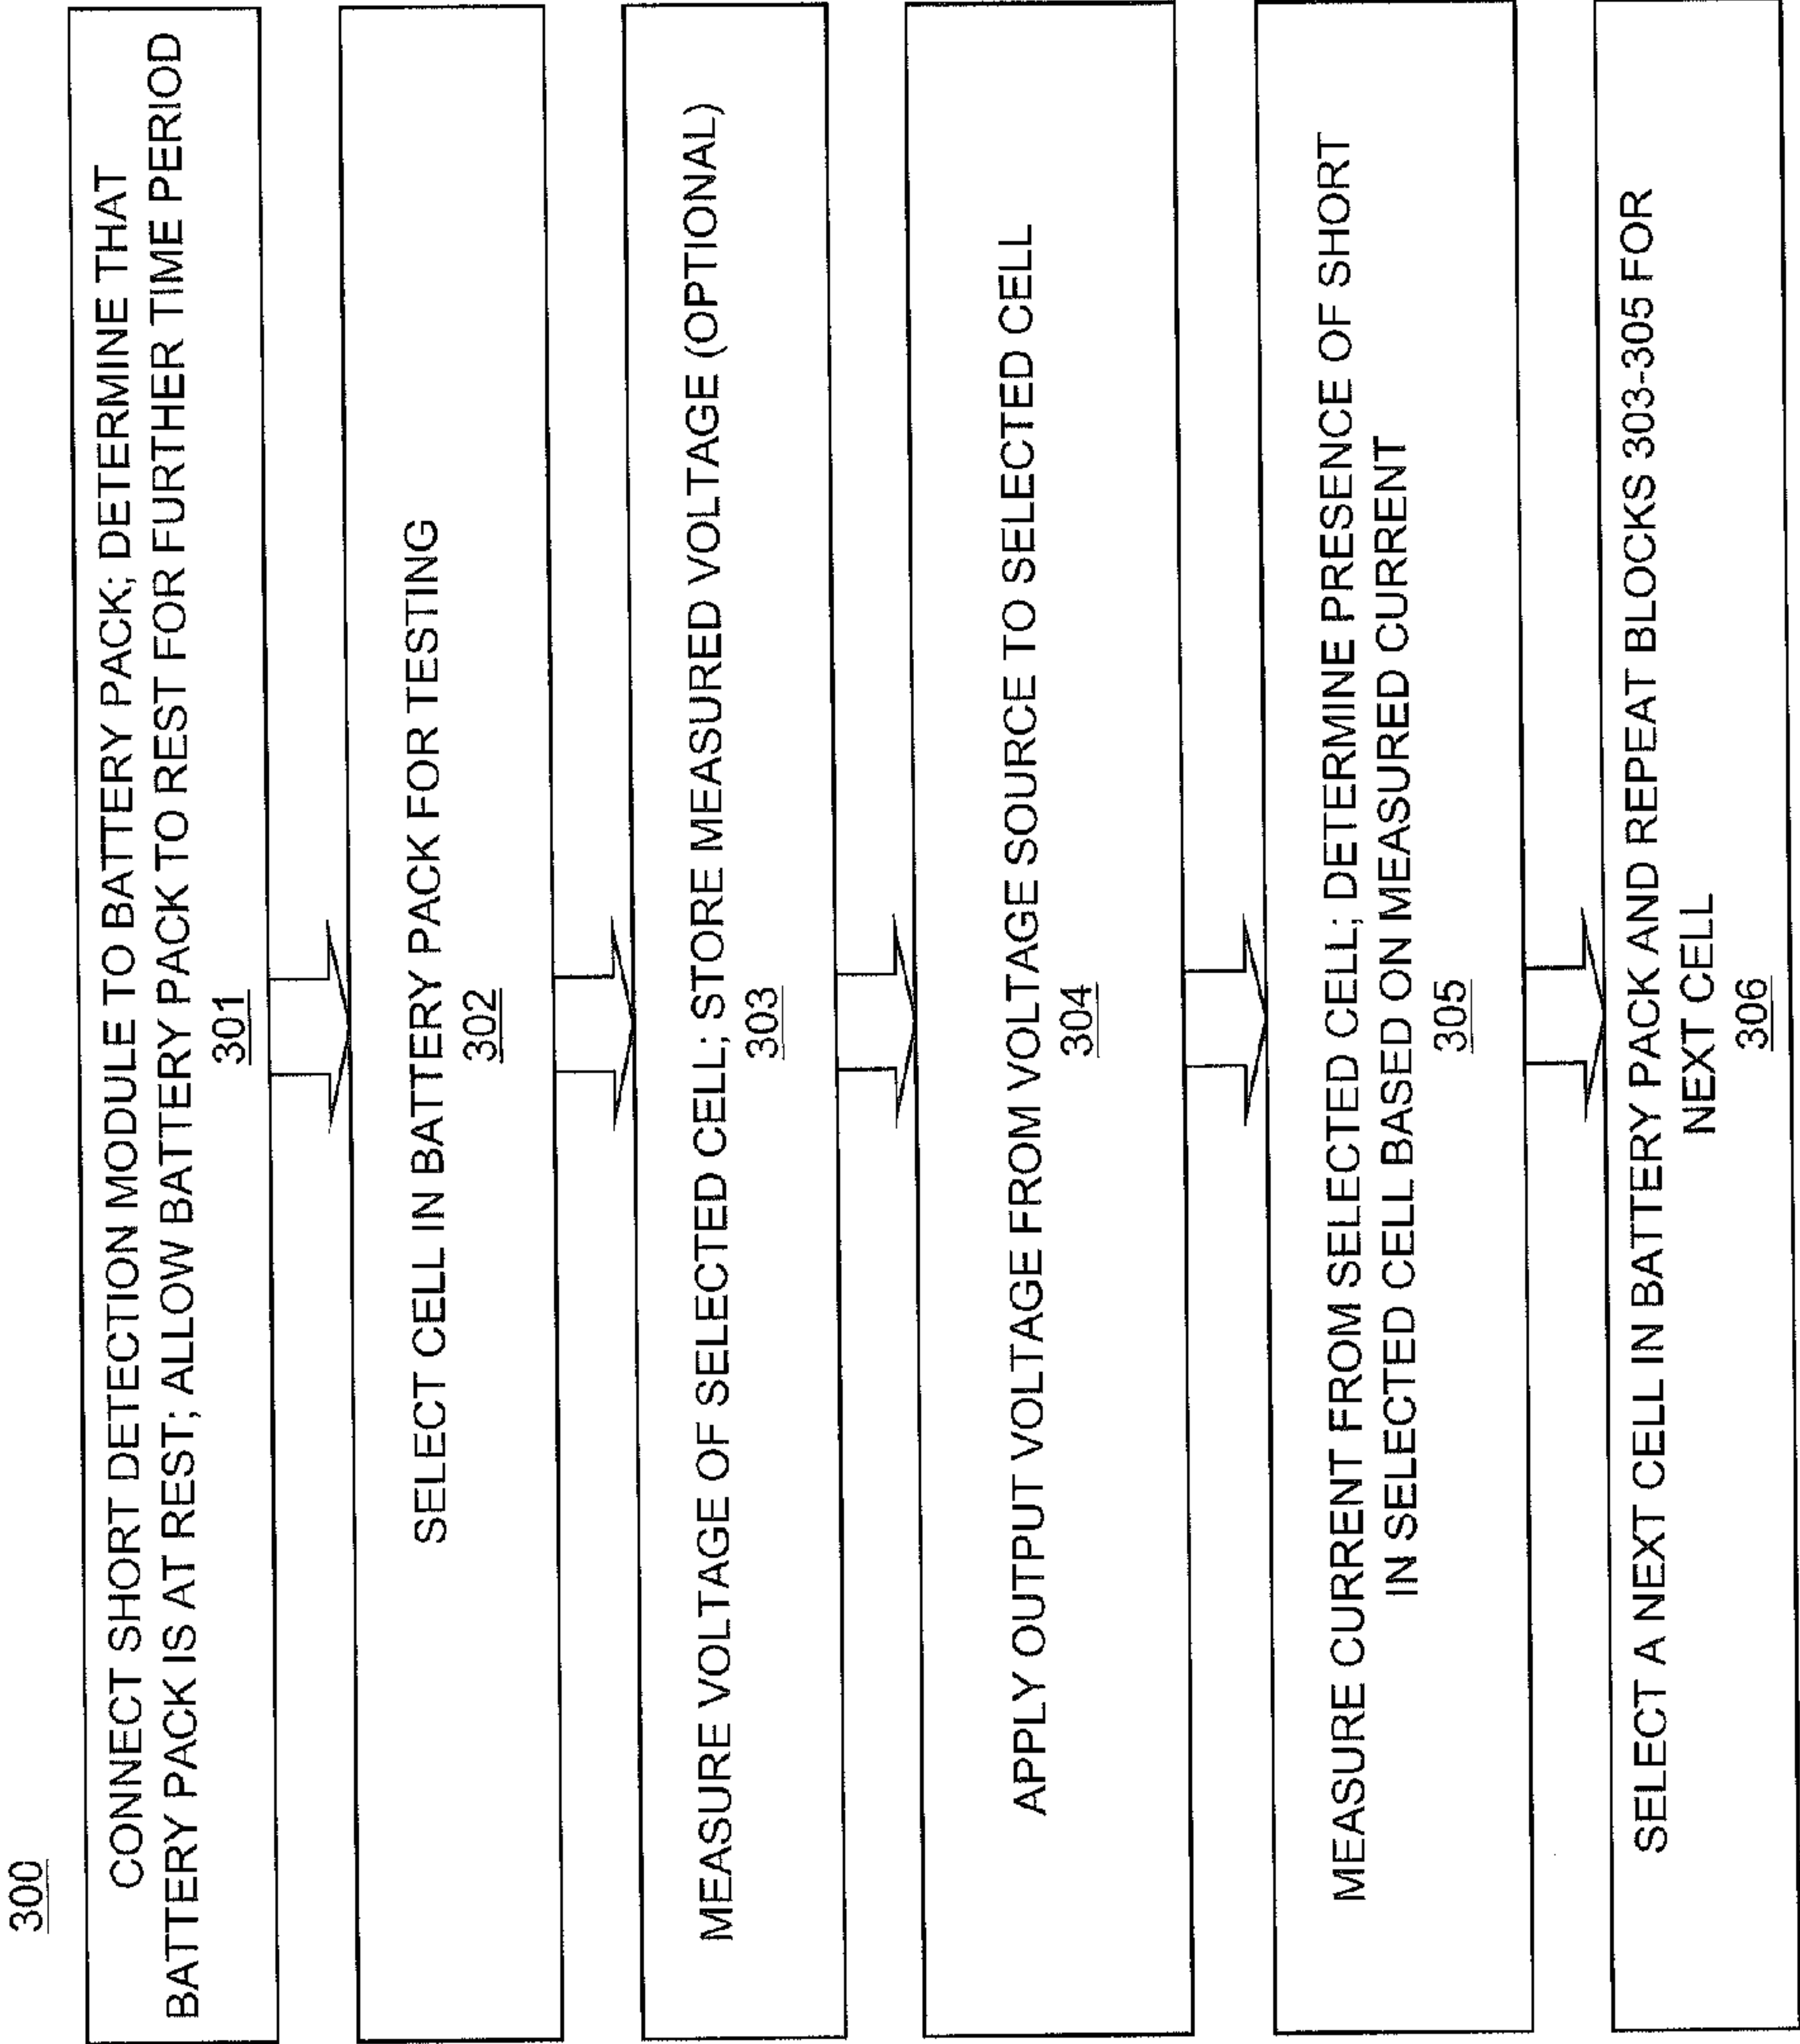 300
CONNECT SHORT DETECTION MODULE TO BATTERY PACK; DETERMINE THAT
BATTERY PACK IS AT REST; ALLOW BATTERY PACK TO REST FOR FURTHER TIME PERIOD
301
SELECT CELL IN BATTERY PACK FOR TESTING
302
MEASURE VOLTAGE OF SELECTED CELL; STORE MEASURED VOLTAGE (OPTIONAL)
303
APPLY OUTPUT VOLTAGE FROM VOLTAGE SOURCE TO SELECTED CELL
304
MEASURE CURRENT FROM SELECTED CELL; DETERMINE PRESENCE OF SHORT
IN SELECTED CELL BASED ON MEASURED CURRENT
305
SELECT A NEXT CELL IN BATTERY PACK AND REPEAT BLOCKS 303-305 FOR
NEXT CELL
306